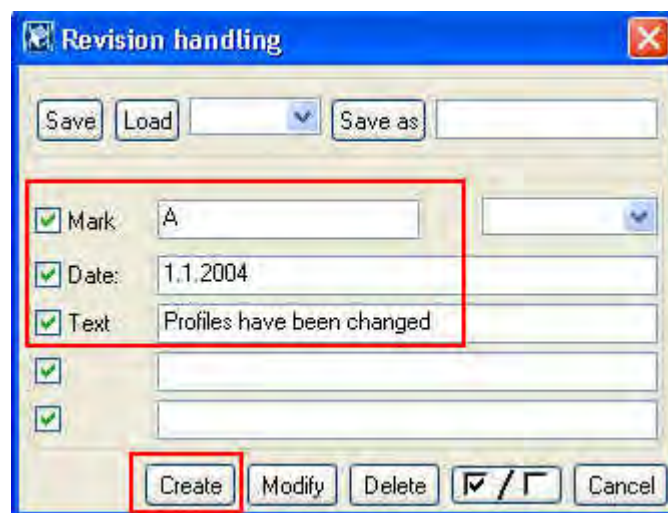 Revision handling
Save Load Save as
Mark A
Date: 1.1.2004
Text Profiles have been changed
Create Modify Delete / Cancel